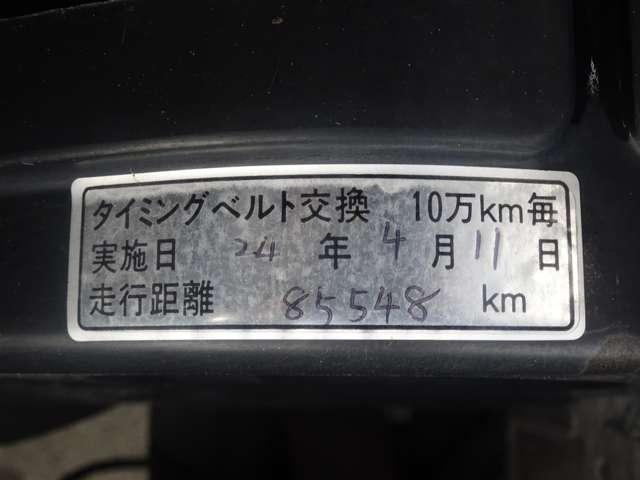 タイミングベルト交換 10万km毎
実施日 24 年 4 月 11 日
走行距離 85548 km